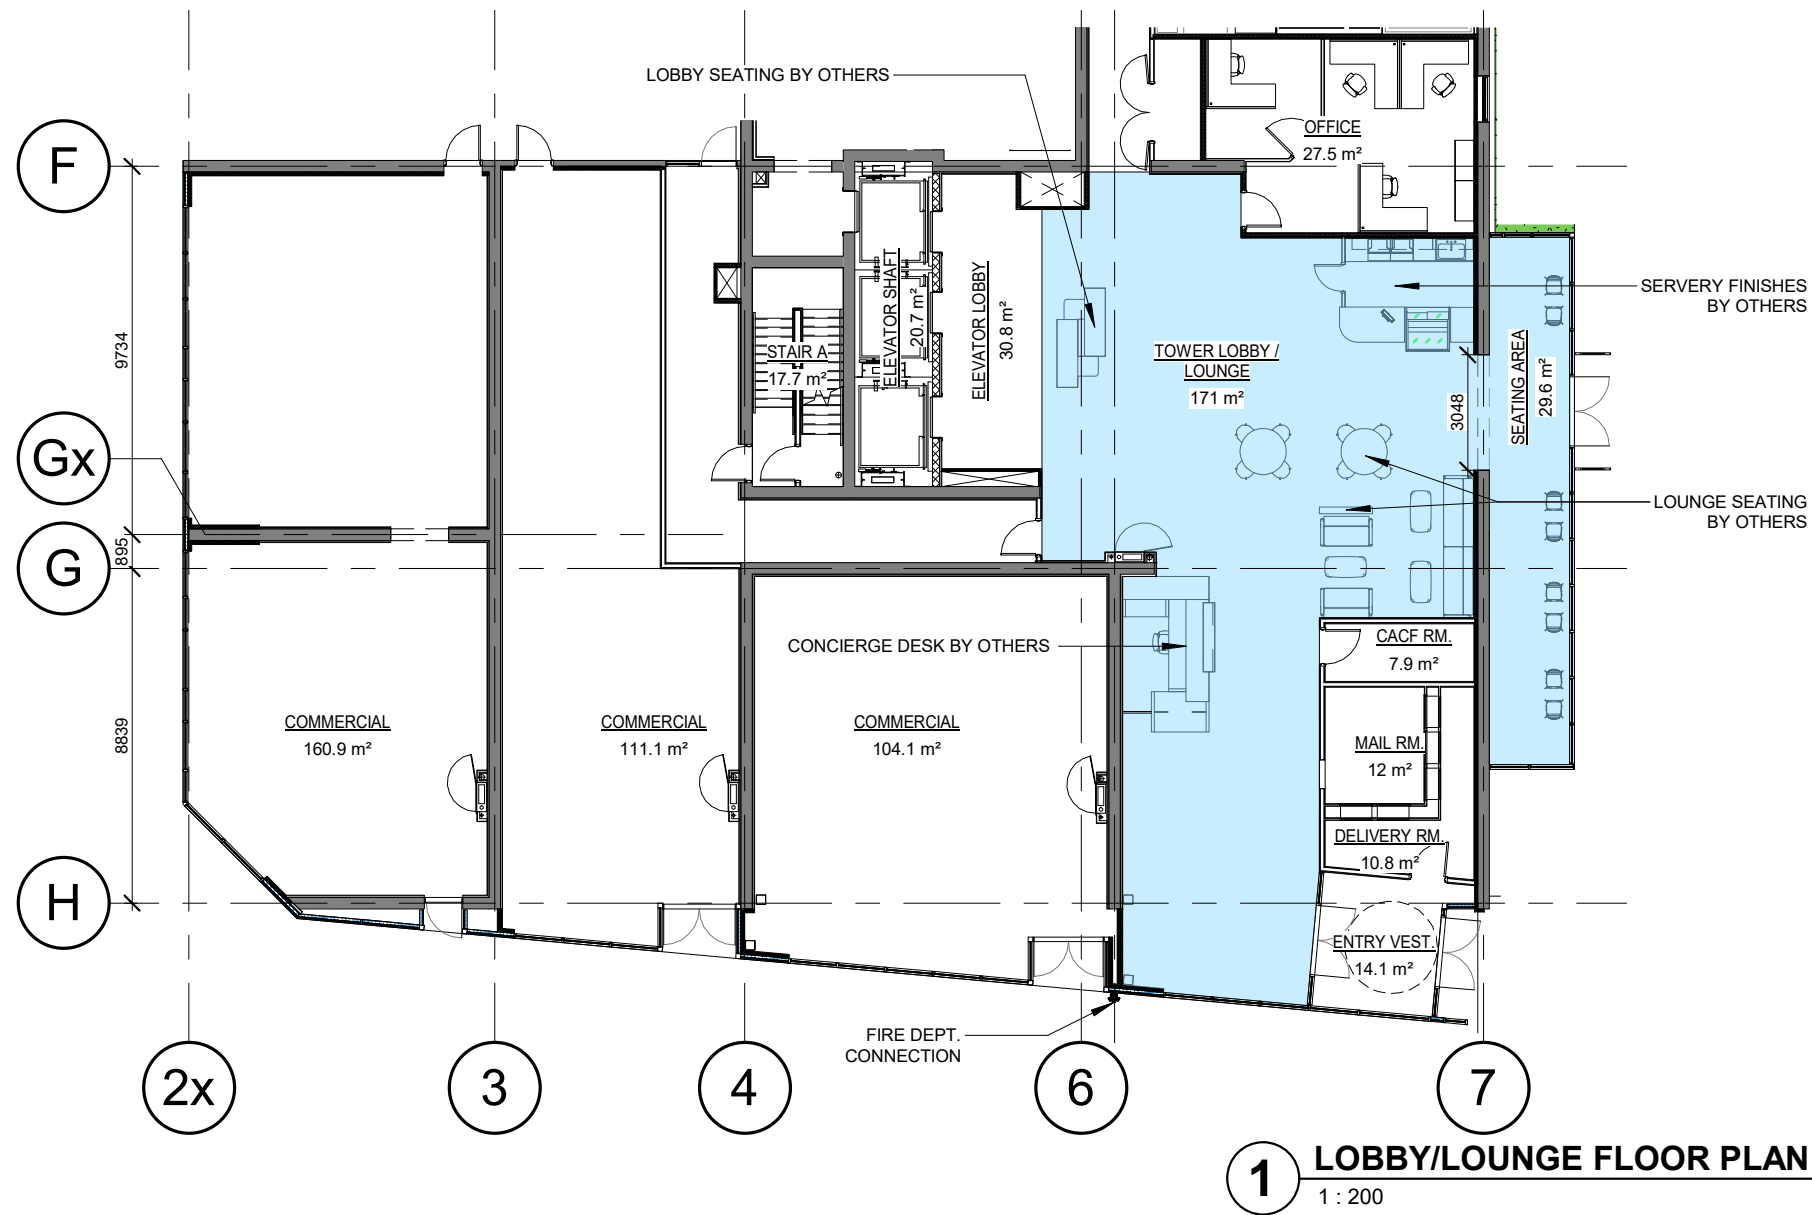 LOBBY SEATING BY OTHERS
F
OFFICE
27.5 m²
SERVERY FINISHES
BY OTHERS
9734
STAIR A
17.7 m²
ELEVATOR SHAFT
20.7 m²
ELEVATOR LOBBY
30.8 m²
TOWER LOBBY /
LOUNGE
171 m²
3048
SEATING AREA
29.6 m²
Gx
LOUNGE SEATING
BY OTHERS
895
G
CONCIERGE DESK BY OTHERS
CACF RM.
7.9 m²
8839
COMMERCIAL
160.9 m²
COMMERCIAL
111.1 m²
COMMERCIAL
104.1 m²
MAIL RM.
12 m²
DELIVERY RM.
10.8 m²
H
ENTRY VEST.
14.1 m²
FIRE DEPT.
CONNECTION
2x
3
4
6
7
1
LOBBY/LOUNGE FLOOR PLAN
1 : 200